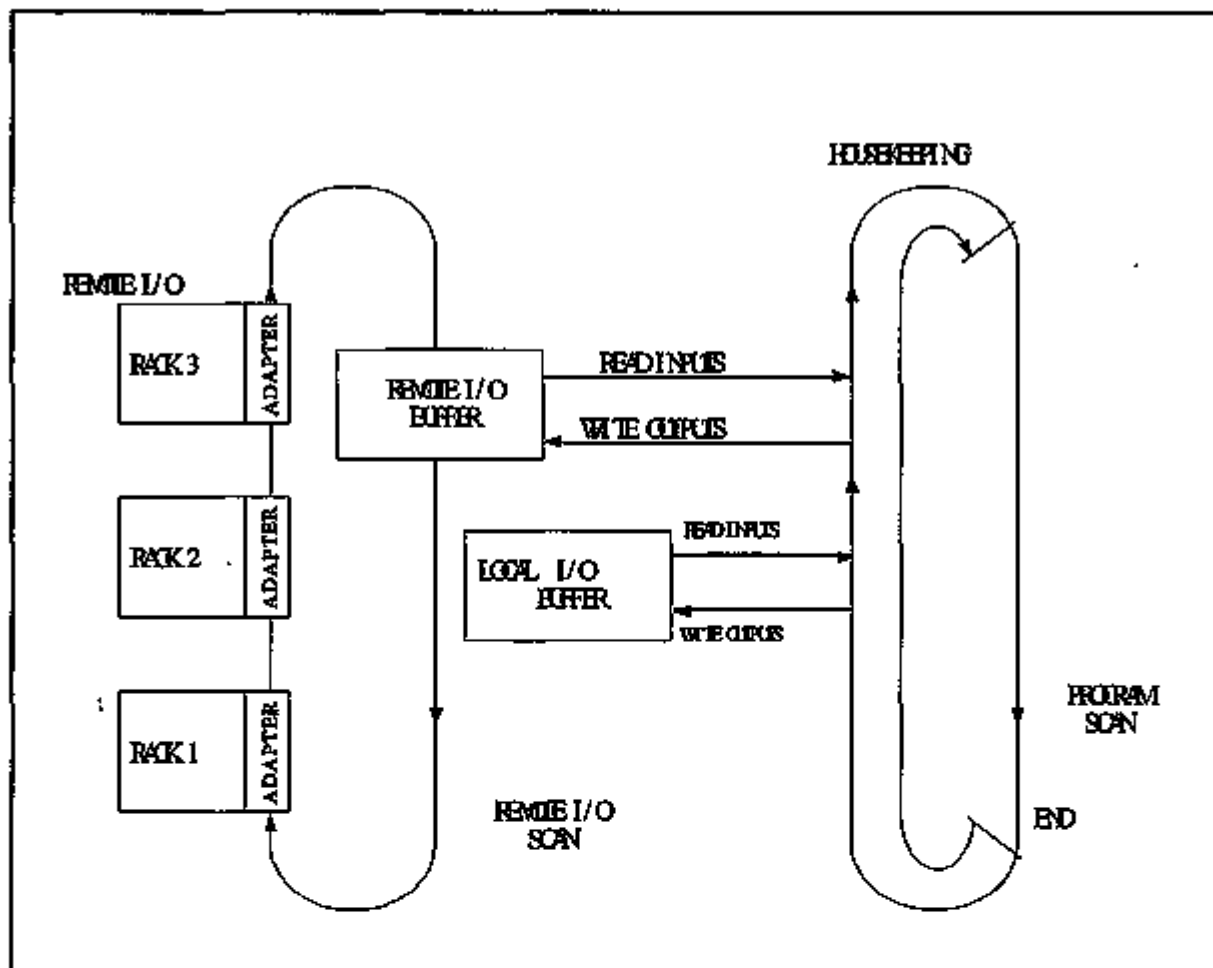 HOUSEKEEPING
REMOTE I/O
RACK 3
ADAPTER
REMOTE I/O
BUFFER
READ INPUTS
WRITE OUTPUTS
RACK 2
ADAPTER
LOCAL I/O
BUFFER
READ INPUTS
WRITE OUTPUTS
RACK 1
ADAPTER
REMOTE I/O
SCAN
PROGRAM
SCAN
END